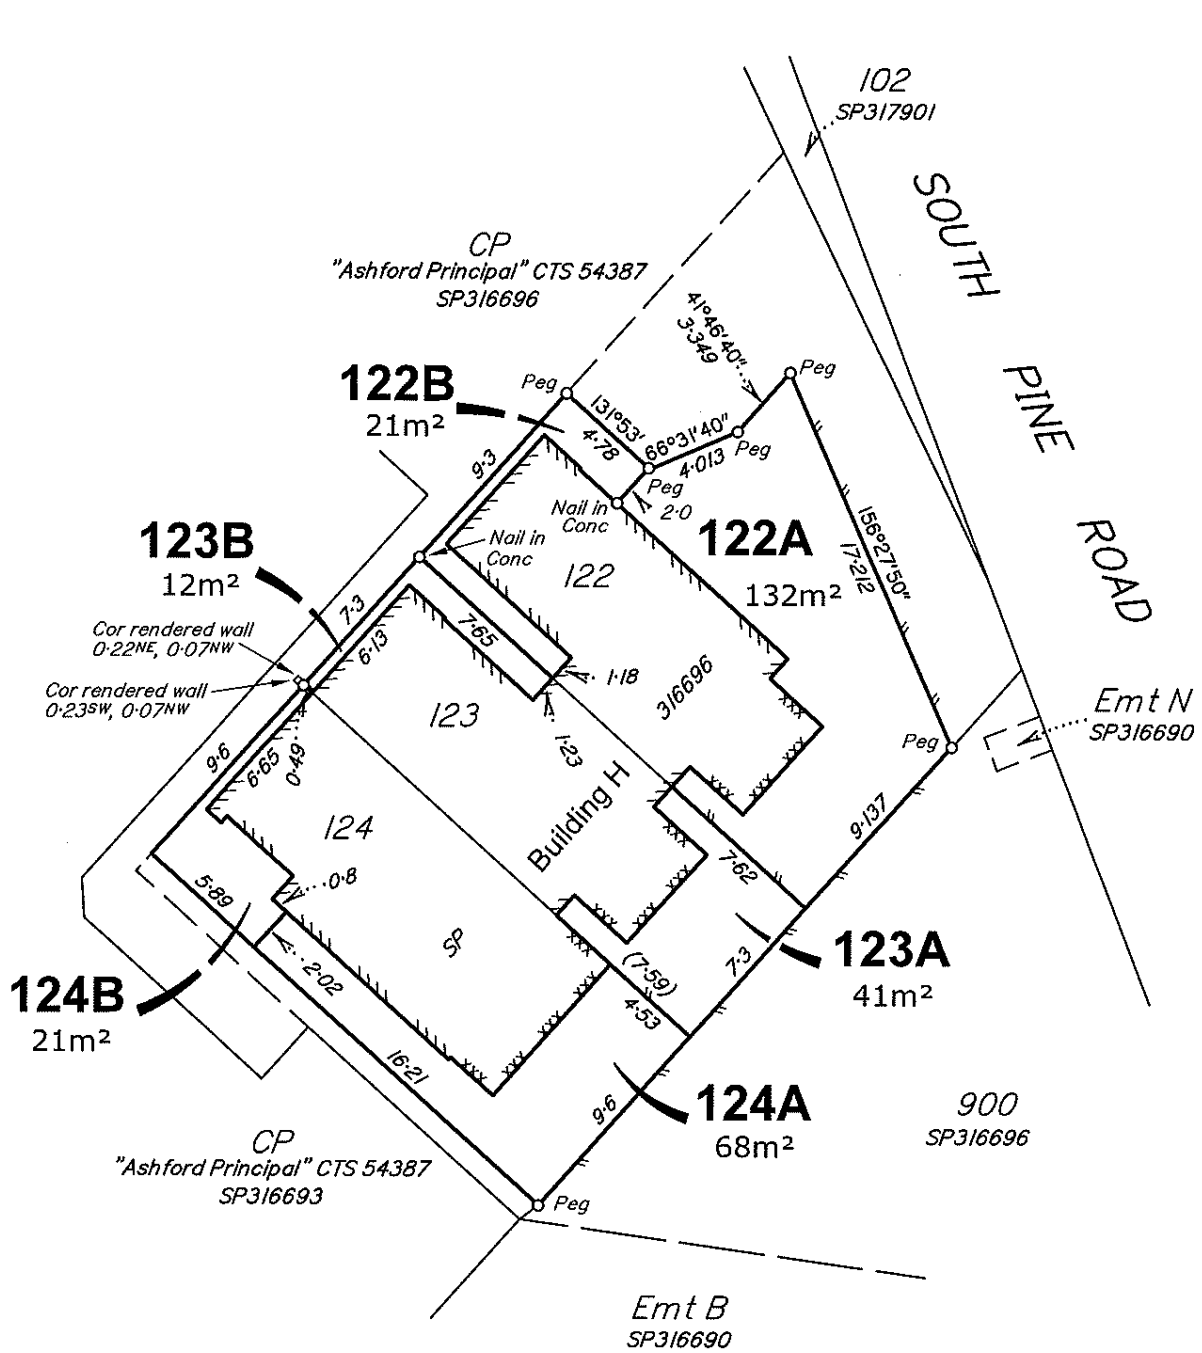 102
SP317901
SOUTH PINE ROAD
CP
"Ashford Principal" CTS 54387
SP316696
41°46'40"
3·349
Peg
122B
21m²
Peg
131°53'
4·78
66°31'40"
4·013
Peg
Peg
2·0
Nail in
Conc
9·3
122A
132m²
156°27'50"
17·212
123B
12m²
Nail in
Conc
122
7·3
6·13
7·65
Cor rendered wall
0·22NE, 0·07NW
Cor rendered wall
0·23SW, 0·07NW
1·18
316696
123
1·23
Emt N
SP316690
Peg
9·6
6·65
0·49
Building H
124
9·137
7·62
5·89
0·8
SP
123A
41m²
7·3
(7·59)
4·53
124B
21m²
2·02
16·21
9·6
124A
68m²
900
SP316696
CP
"Ashford Principal" CTS 54387
SP316693
Peg
Emt B
SP316690